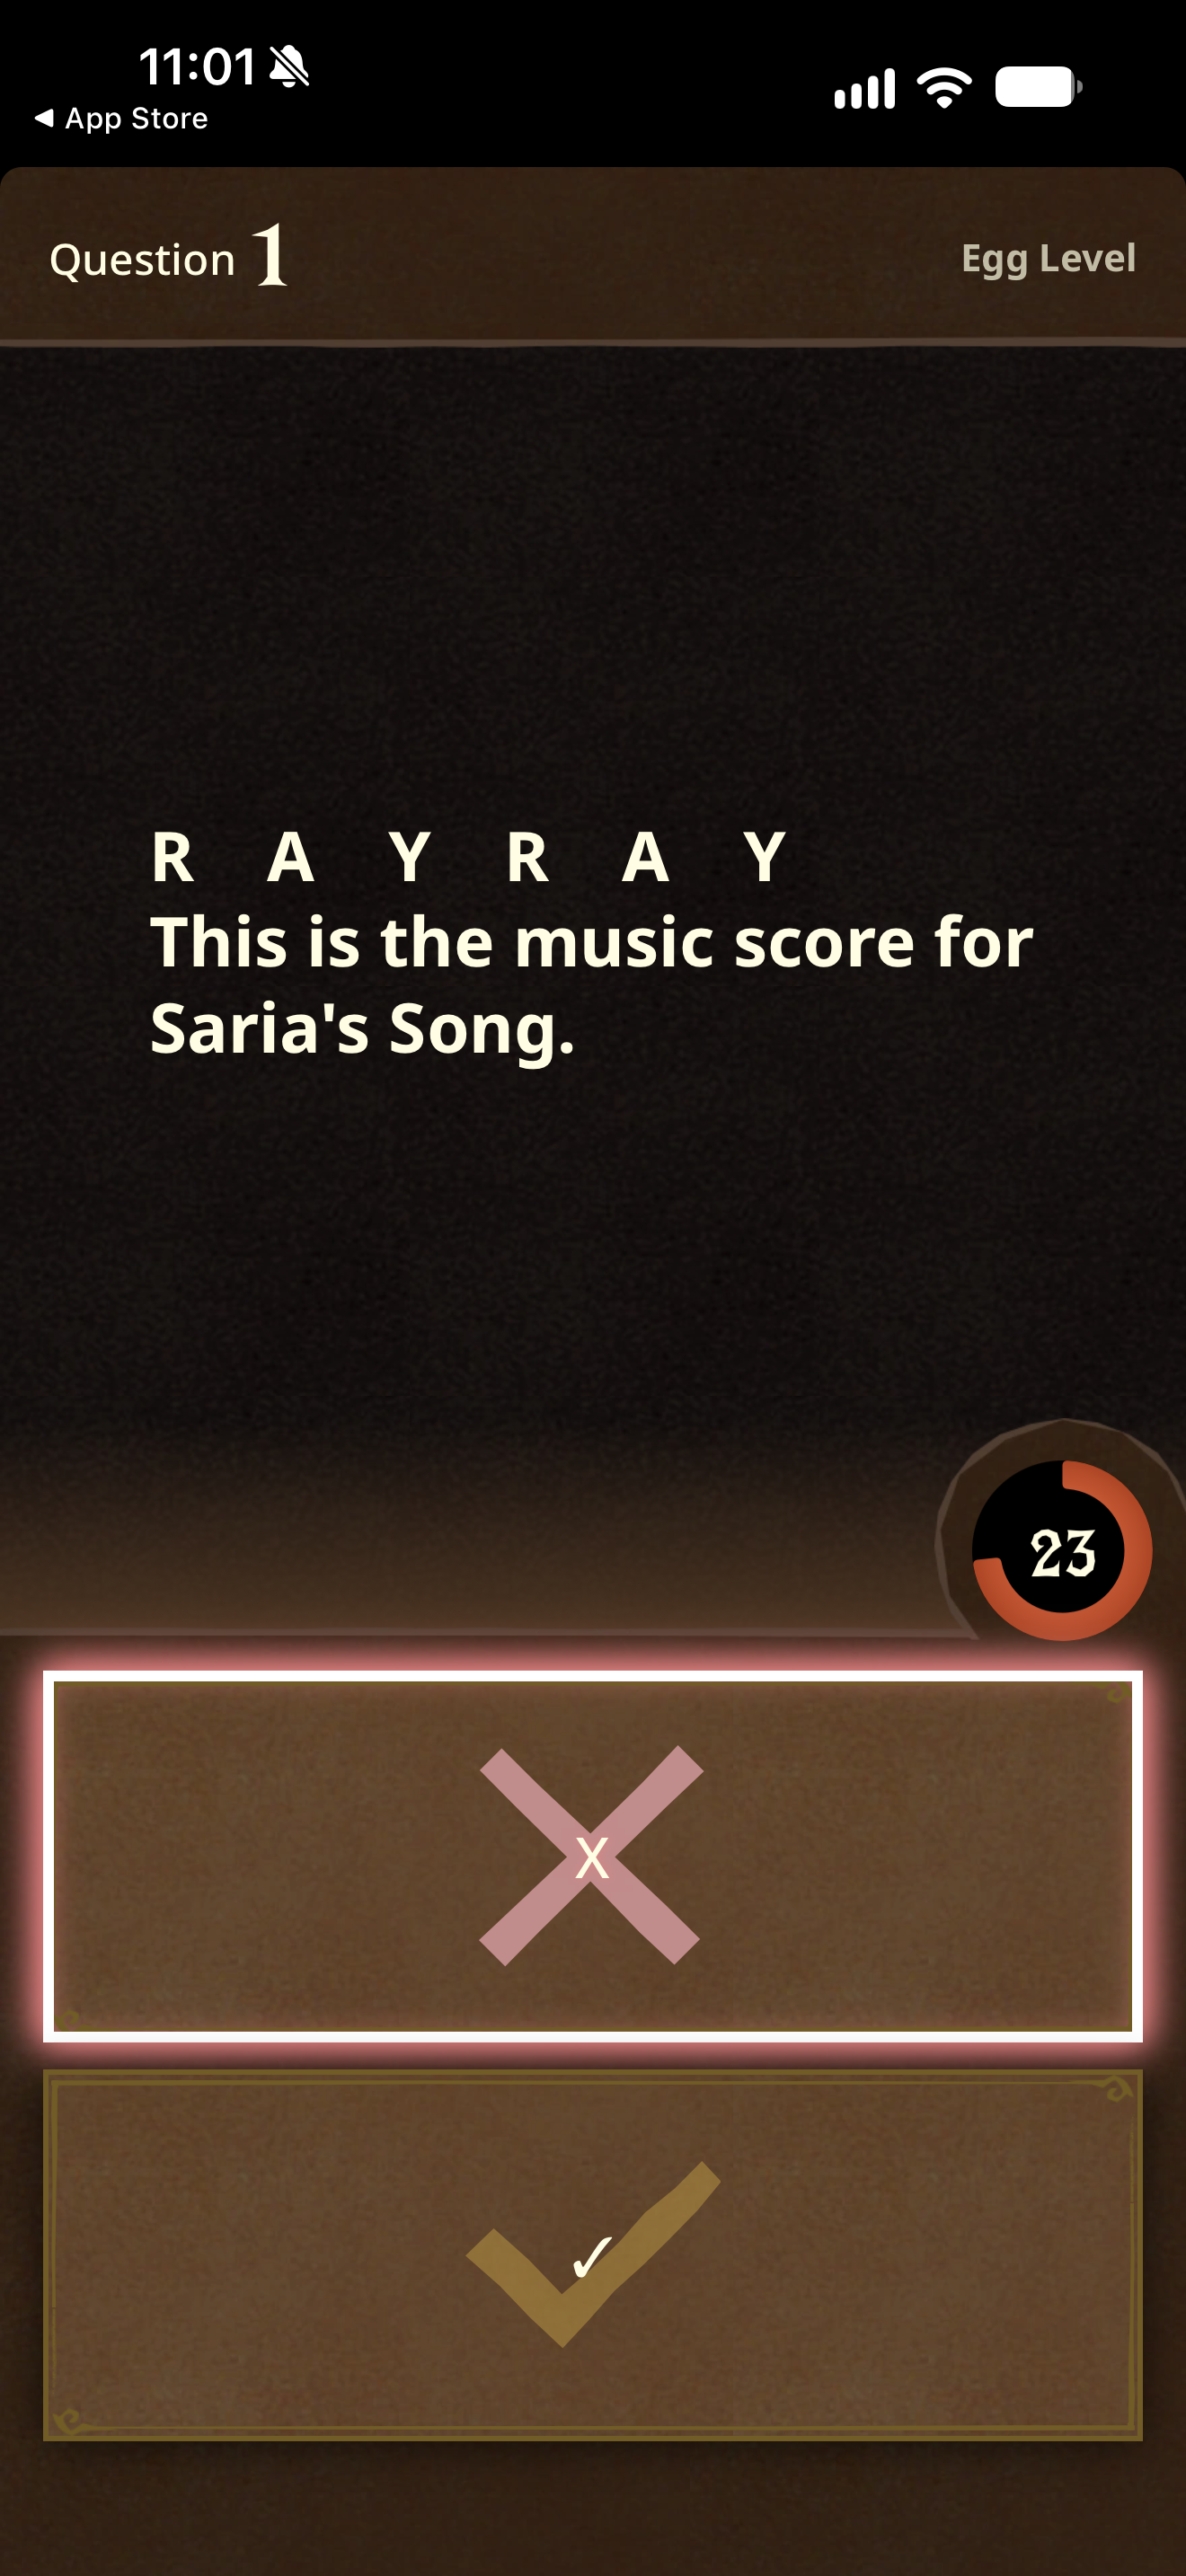 11:01
App Store
Question 1
Egg Level
R A Y R A Y
This is the music score for
Saria's Song.
23
X
✓